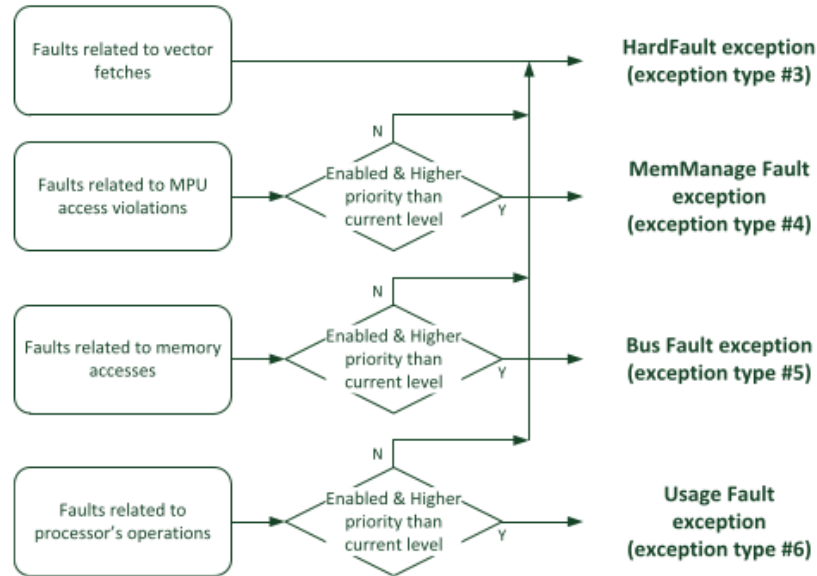 Faults related to vector
fetches
HardFault exception
(exception type #3)
N
Faults related to MPU
access violations
Enabled & Higher
priority than
current level
Y
MemManage Fault
exception
(exception type #4)
N
Faults related to memory
accesses
Enabled & Higher
priority than
current level
Y
Bus Fault exception
(exception type #5)
N
Faults related to
processor's operations
Enabled & Higher
priority than
current level
Y
Usage Fault
exception
(exception type #6)